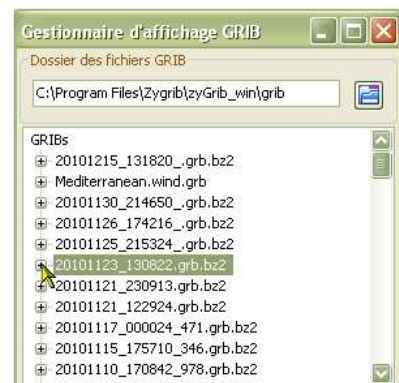 Gestionnaire d'affichage GRIB
Dossier des fichiers GRIB
C:\Program Files\Zygrib\zyGrib_win\grib
GRIBs
20101215_131820_.grb.bz2
Mediterranean.wind.grb
20101130_214650_.grb.bz2
20101126_174216_.grb.bz2
20101125_215324_.grb.bz2
20101123_130822.grb.bz2
20101121_230913.grb.bz2
20101121_122924.grb.bz2
20101117_000024_471.grb.bz2
20101115_175710_346.grb.bz2
20101110_170842_978.grb.bz2